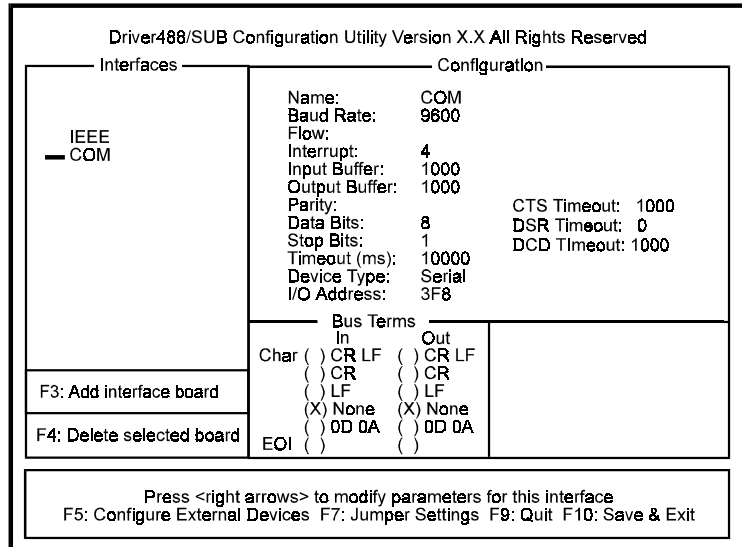 Driver488/SUB Configuration Utility Version X.X All Rights Reserved
Interfaces
IEEE
COM
F3: Add interface board
F4: Delete selected board
Configuration
Name: COM
Baud Rate: 9600
Flow:
Interrupt: 4
Input Buffer: 1000
Output Buffer: 1000
Parity:
Data Bits: 8
Stop Bits: 1
Timeout (ms): 10000
Device Type: Serial
I/O Address: 3F8
CTS Timeout: 1000
DSR Timeout: 0
DCD TImeout: 1000
Bus Terms
In Out
Char ( ) CR LF ( ) CR LF
( ) CR ( ) CR
( ) LF ( ) LF
(X) None (X) None
( ) 0D 0A ( ) 0D 0A
EOI ( ) ( )
Press <right arrows> to modify parameters for this interface
F5: Configure External Devices F7: Jumper Settings F9: Quit F10: Save & Exit